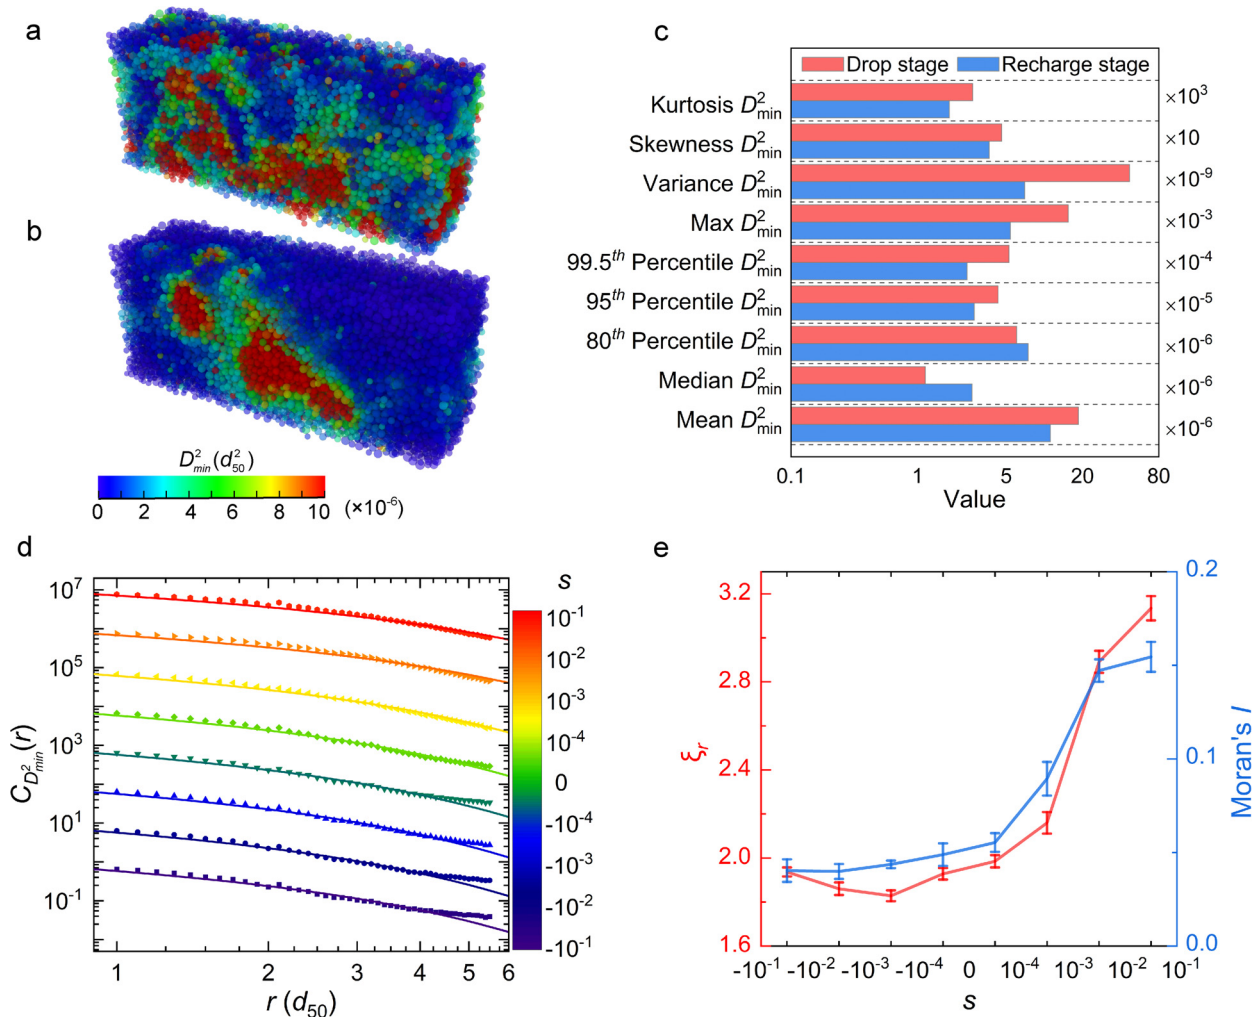 a
b
D²min(d²50)
0 2 4 6 8 10 (×10⁻⁶)
c
Drop stage Recharge stage
Kurtosis D²min ×10³
Skewness D²min ×10
Variance D²min ×10⁻⁹
Max D²min ×10⁻³
99.5ᵗʰ Percentile D²min ×10⁻⁴
95ᵗʰ Percentile D²min ×10⁻⁵
80ᵗʰ Percentile D²min ×10⁻⁶
Median D²min ×10⁻⁶
Mean D²min ×10⁻⁶
0.1 1 5 20 80
Value
d
C_D²min(r)
10⁷
10⁵
10³
10¹
10⁻¹
1 2 3 4 5 6
r (d₅₀)
s
10⁻¹
10⁻²
10⁻³
10⁻⁴
0
-10⁻⁴
-10⁻³
-10⁻²
-10⁻¹
e
ξr
3.2
2.8
2.4
2.0
1.6
0.2
0.1
0.0
Moran's I
-10⁻¹ -10⁻² -10⁻³ -10⁻⁴ 0 10⁻⁴ 10⁻³ 10⁻² 10⁻¹
s